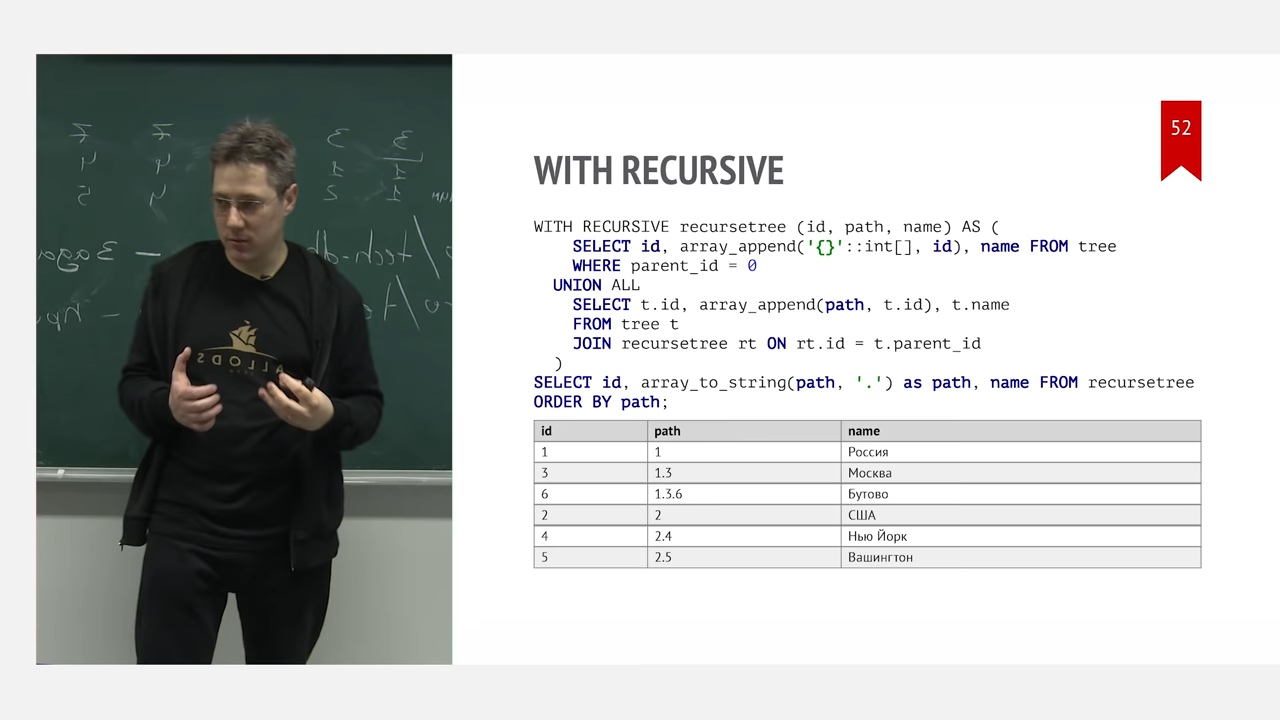 52
WITH RECURSIVE
WITH RECURSIVE recursetree (id, path, name) AS (
SELECT id, array_append('{}'::int[], id), name FROM tree
WHERE parent_id = 0
UNION ALL
SELECT t.id, array_append(path, t.id), t.name
FROM tree t
JOIN recursetree rt ON rt.id = t.parent_id
)
SELECT id, array_to_string(path, '.') as path, name FROM recursetree
ORDER BY path;
id path name
1 1 Россия
3 1.3 Москва
6 1.3.6 Бутово
2 2 США
4 2.4 Нью Йорк
5 2.5 Вашингтон
ALLODS